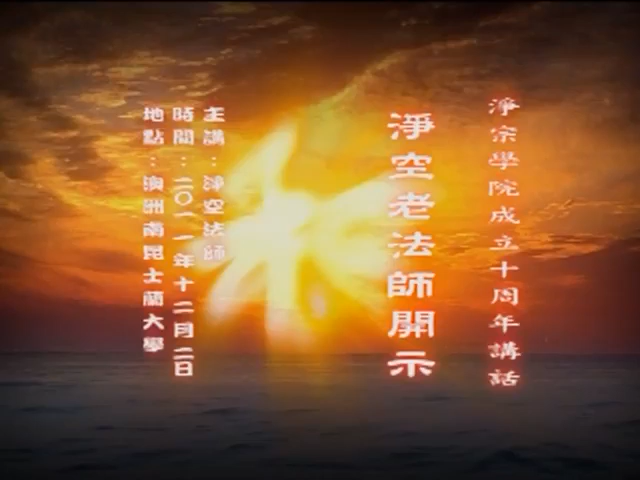 淨宗學院成立十周年講話
淨空老法師開示
主講：淨空法師
時間：二〇一一年十二月二日
地點：澳洲南昆士蘭大學